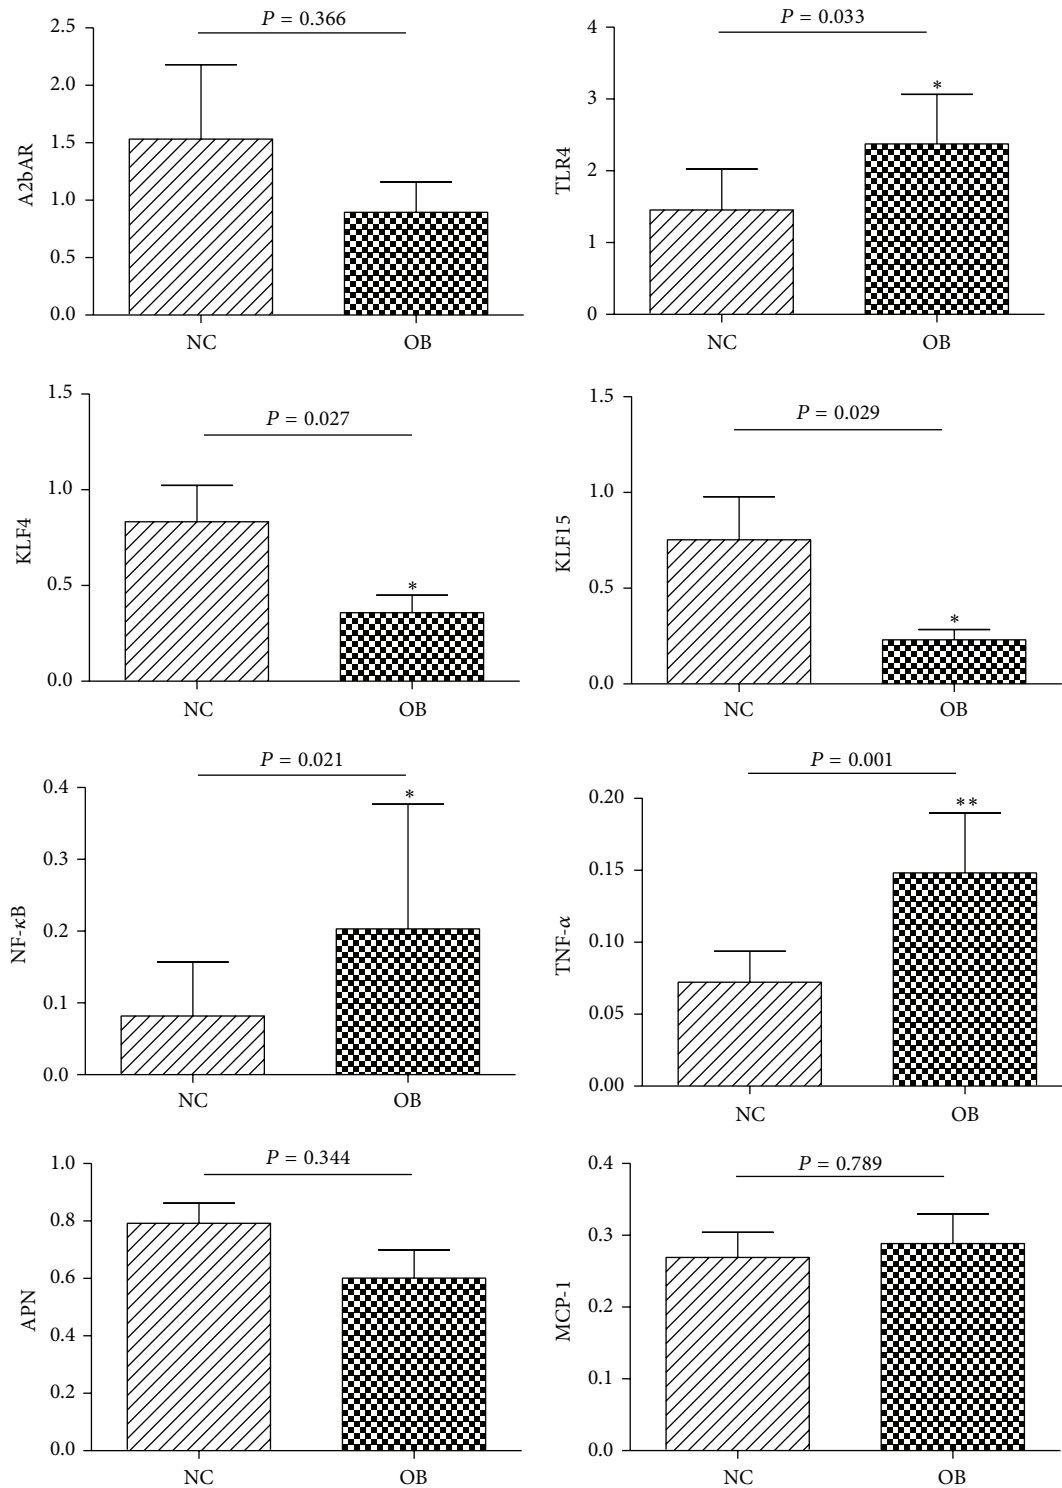 P = 0.366
2.5
2.0
1.5
1.0
0.5
0.0
A2bAR
NC
OB
P = 0.033
4
3
2
1
0
TLR4
*
NC
OB
P = 0.027
1.5
1.0
0.5
0.0
KLF4
*
NC
OB
P = 0.029
1.5
1.0
0.5
0.0
KLF15
*
NC
OB
P = 0.021
0.4
0.3
0.2
0.1
0.0
NF-κB
*
NC
OB
P = 0.001
0.20
0.15
0.10
0.05
0.00
TNF-α
**
NC
OB
P = 0.344
1.0
0.8
0.6
0.4
0.2
0.0
APN
NC
OB
P = 0.789
0.4
0.3
0.2
0.1
0.0
MCP-1
NC
OB